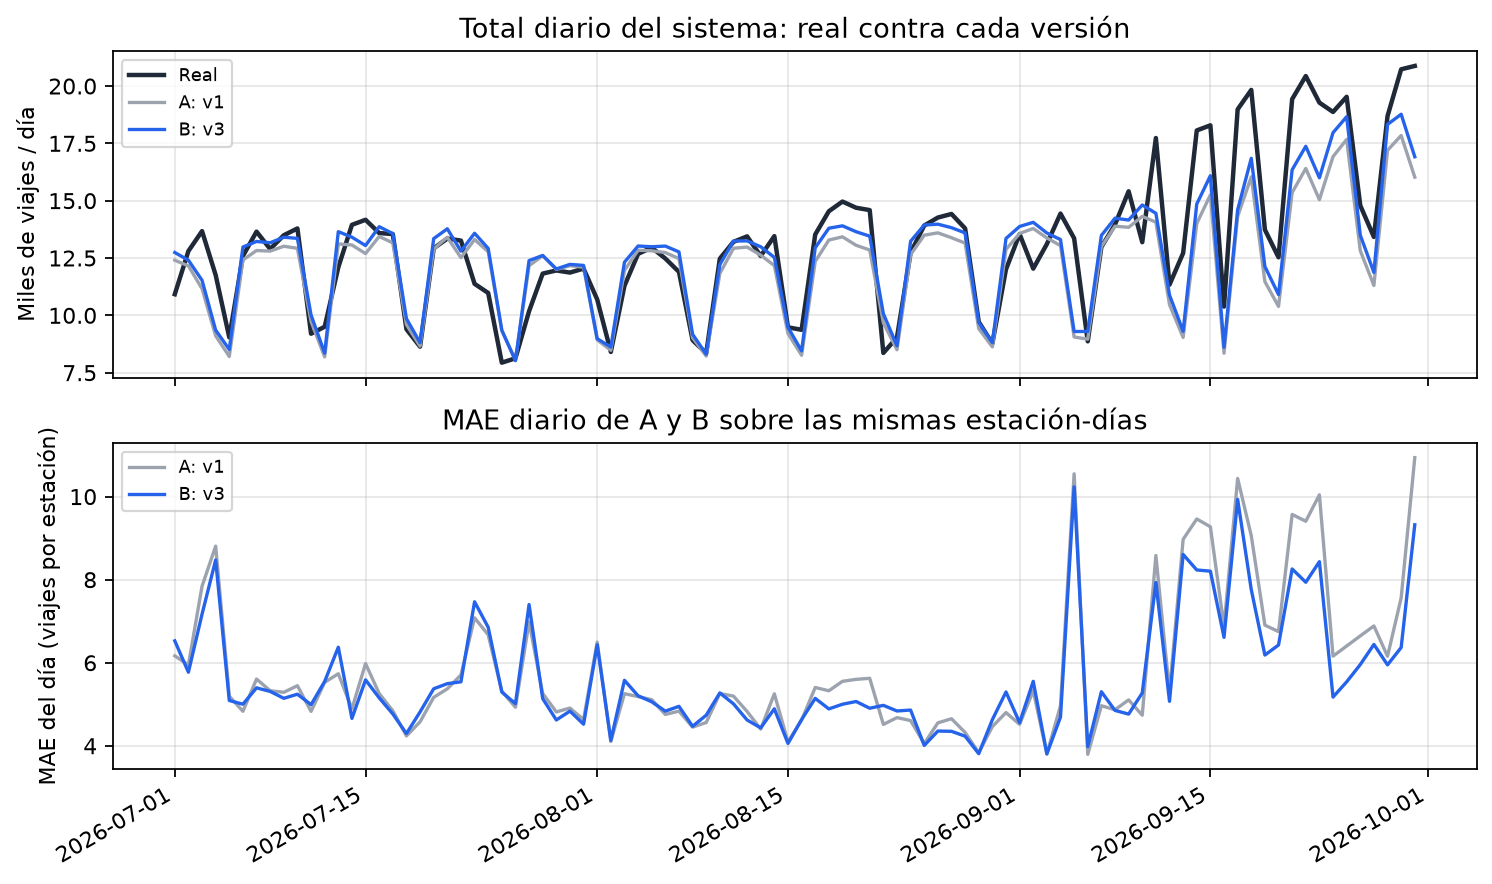 Total diario del sistema: real contra cada versión
Miles de viajes / día
20.0
17.5
15.0
12.5
10.0
7.5
Real
A: v1
B: v3
MAE diario de A y B sobre las mismas estación-días
MAE del día (viajes por estación)
10
8
6
4
A: v1
B: v3
2026-07-01
2026-07-15
2026-08-01
2026-08-15
2026-09-01
2026-09-15
2026-10-01